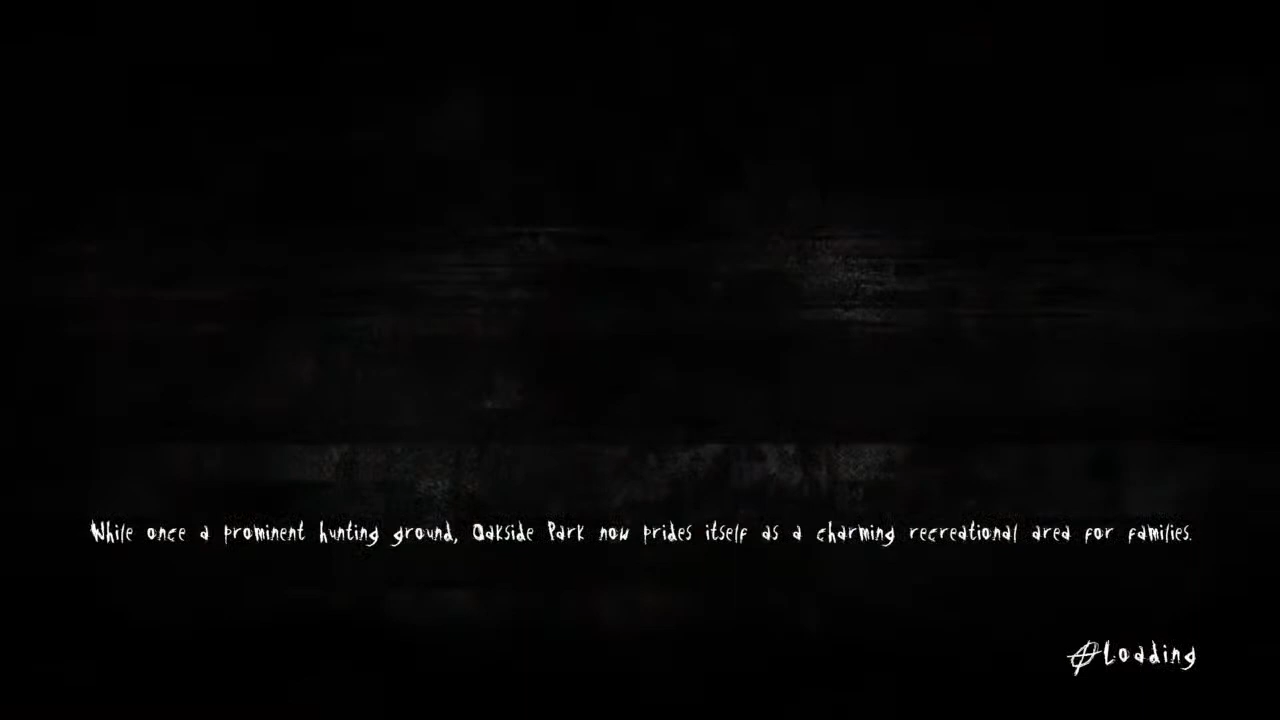 While once a prominent hunting ground, Oakside Park now prides itself as a charming recreational area for families.
Loading